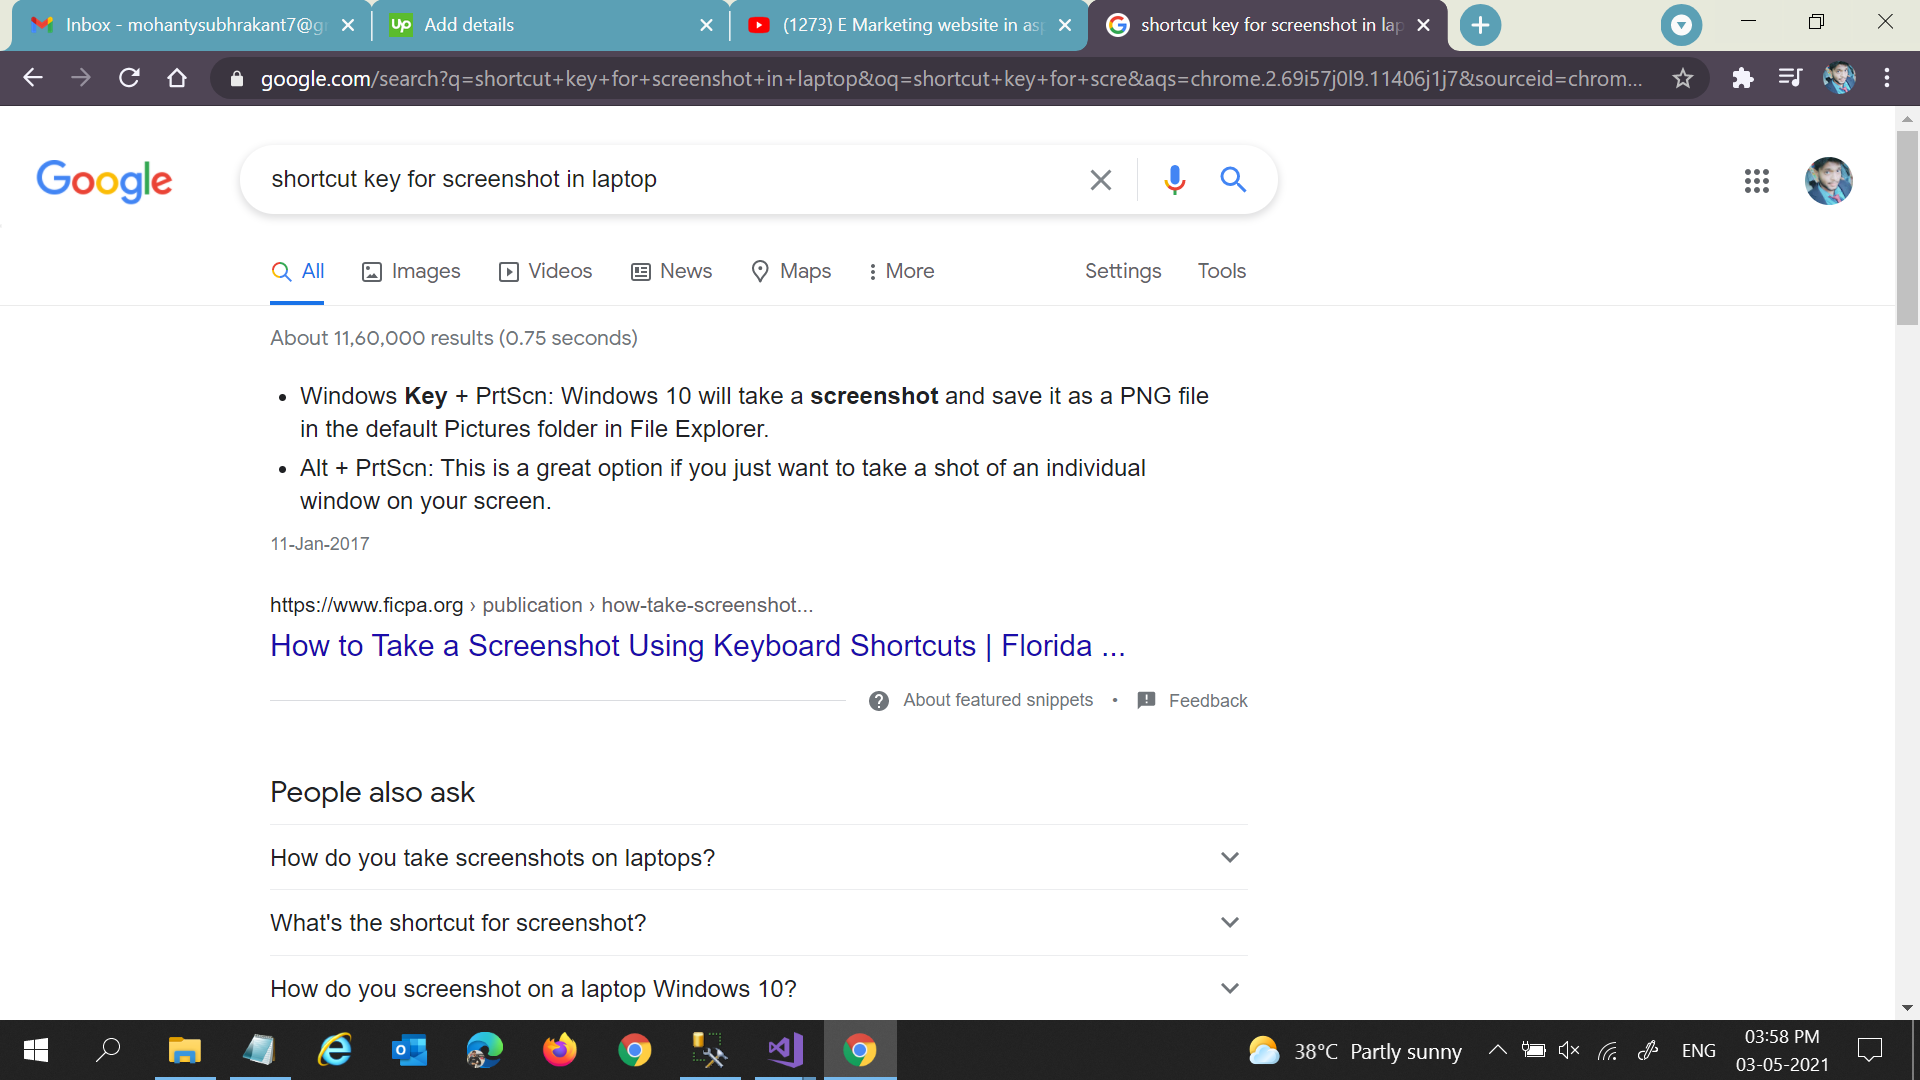 Inbox - mohantysubhrakant7@g
Add details
(1273) E Marketing website in as
shortcut key for screenshot in lap
google.com/search?q=shortcut+key+for+screenshot+in+laptop&oq=shortcut+key+for+scre&aqs=chrome.2.69i57j0l9.11406j1j7&sourceid=chrom...
Google
shortcut key for screenshot in laptop
All Images Videos News Maps More Settings Tools
About 11,60,000 results (0.75 seconds)
• Windows Key + PrtScn: Windows 10 will take a screenshot and save it as a PNG file
in the default Pictures folder in File Explorer.
• Alt + PrtScn: This is a great option if you just want to take a shot of an individual
window on your screen.
11-Jan-2017
https://www.ficpa.org › publication › how-take-screenshot...
How to Take a Screenshot Using Keyboard Shortcuts | Florida ...
About featured snippets • Feedback
People also ask
How do you take screenshots on laptops?
What's the shortcut for screenshot?
How do you screenshot on a laptop Windows 10?
38°C Partly sunny
ENG
03:58 PM
03-05-2021